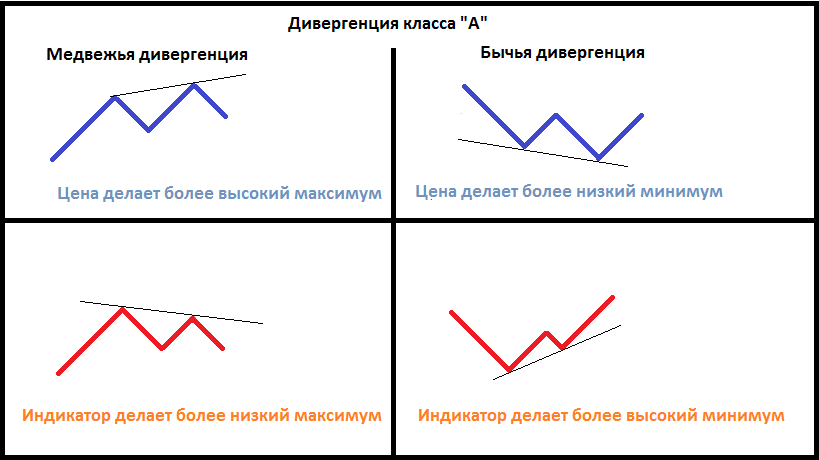 Дивергенция класса "А"
Медвежья дивергенция
Бычья дивергенция
Цена делает более высокий максимум
Цена делает более низкий минимум
Индикатор делает более низкий максимум
Индикатор делает более высокий минимум